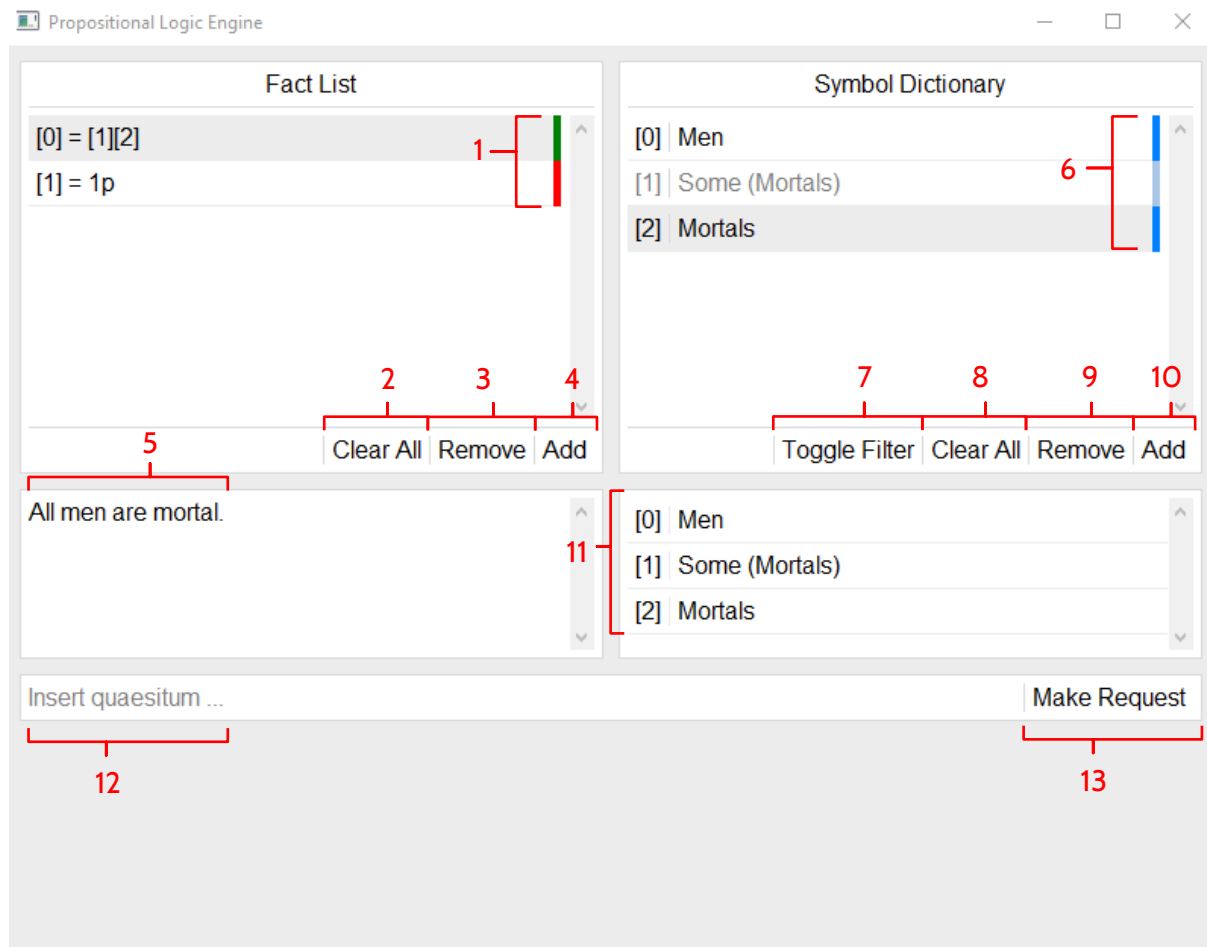 Propositional Logic Engine
Fact List
[0] = [1][2]
[1] = 1p
1
2
3
4
Clear All Remove Add
Symbol Dictionary
[0] Men
[1] Some (Mortals)
[2] Mortals
6
7
8
9
10
Toggle Filter Clear All Remove Add
5
All men are mortal.
11
[0] Men
[1] Some (Mortals)
[2] Mortals
Insert quaesitum ...
Make Request
12
13